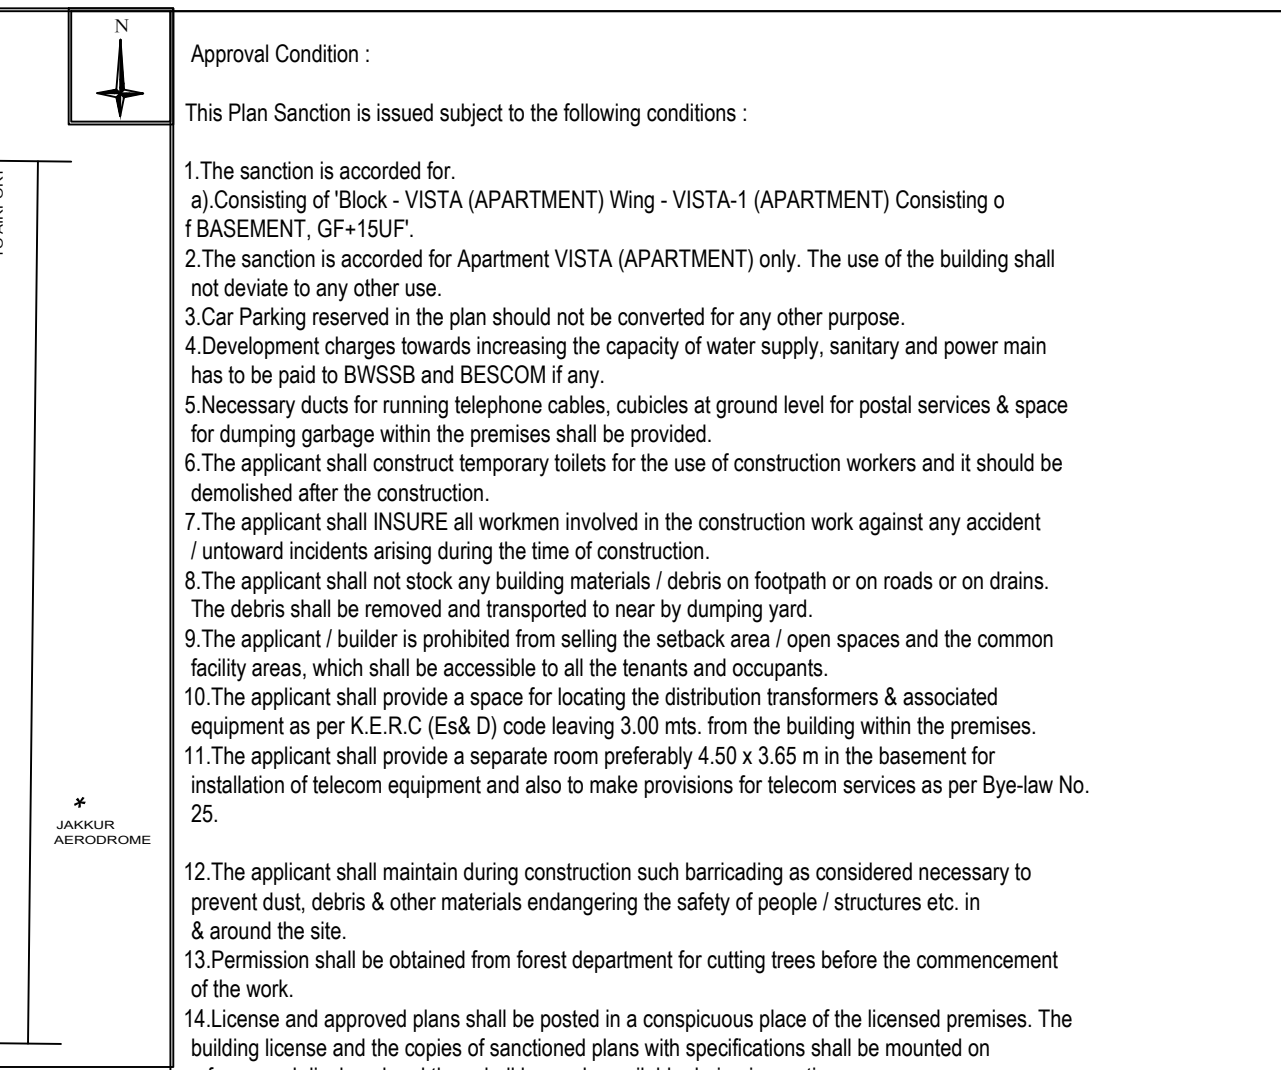 N
Approval Condition :
This Plan Sanction is issued subject to the following conditions :
1.The sanction is accorded for.
a).Consisting of 'Block - VISTA (APARTMENT) Wing - VISTA-1 (APARTMENT) Consisting o
f BASEMENT, GF+15UF'.
2.The sanction is accorded for Apartment VISTA (APARTMENT) only. The use of the building shall
not deviate to any other use.
3.Car Parking reserved in the plan should not be converted for any other purpose.
4.Development charges towards increasing the capacity of water supply, sanitary and power main
has to be paid to BWSSB and BESCOM if any.
5.Necessary ducts for running telephone cables, cubicles at ground level for postal services & space
for dumping garbage within the premises shall be provided.
6.The applicant shall construct temporary toilets for the use of construction workers and it should be
demolished after the construction.
7.The applicant shall INSURE all workmen involved in the construction work against any accident
/ untoward incidents arising during the time of construction.
8.The applicant shall not stock any building materials / debris on footpath or on roads or on drains.
The debris shall be removed and transported to near by dumping yard.
9.The applicant / builder is prohibited from selling the setback area / open spaces and the common
facility areas, which shall be accessible to all the tenants and occupants.
10.The applicant shall provide a space for locating the distribution transformers & associated
equipment as per K.E.R.C (Es& D) code leaving 3.00 mts. from the building within the premises.
11.The applicant shall provide a separate room preferably 4.50 x 3.65 m in the basement for
installation of telecom equipment and also to make provisions for telecom services as per Bye-law No.
25.
12.The applicant shall maintain during construction such barricading as considered necessary to
prevent dust, debris & other materials endangering the safety of people / structures etc. in
& around the site.
13.Permission shall be obtained from forest department for cutting trees before the commencement
of the work.
14.License and approved plans shall be posted in a conspicuous place of the licensed premises. The
building license and the copies of sanctioned plans with specifications shall be mounted on
JAKKUR
AERODROME